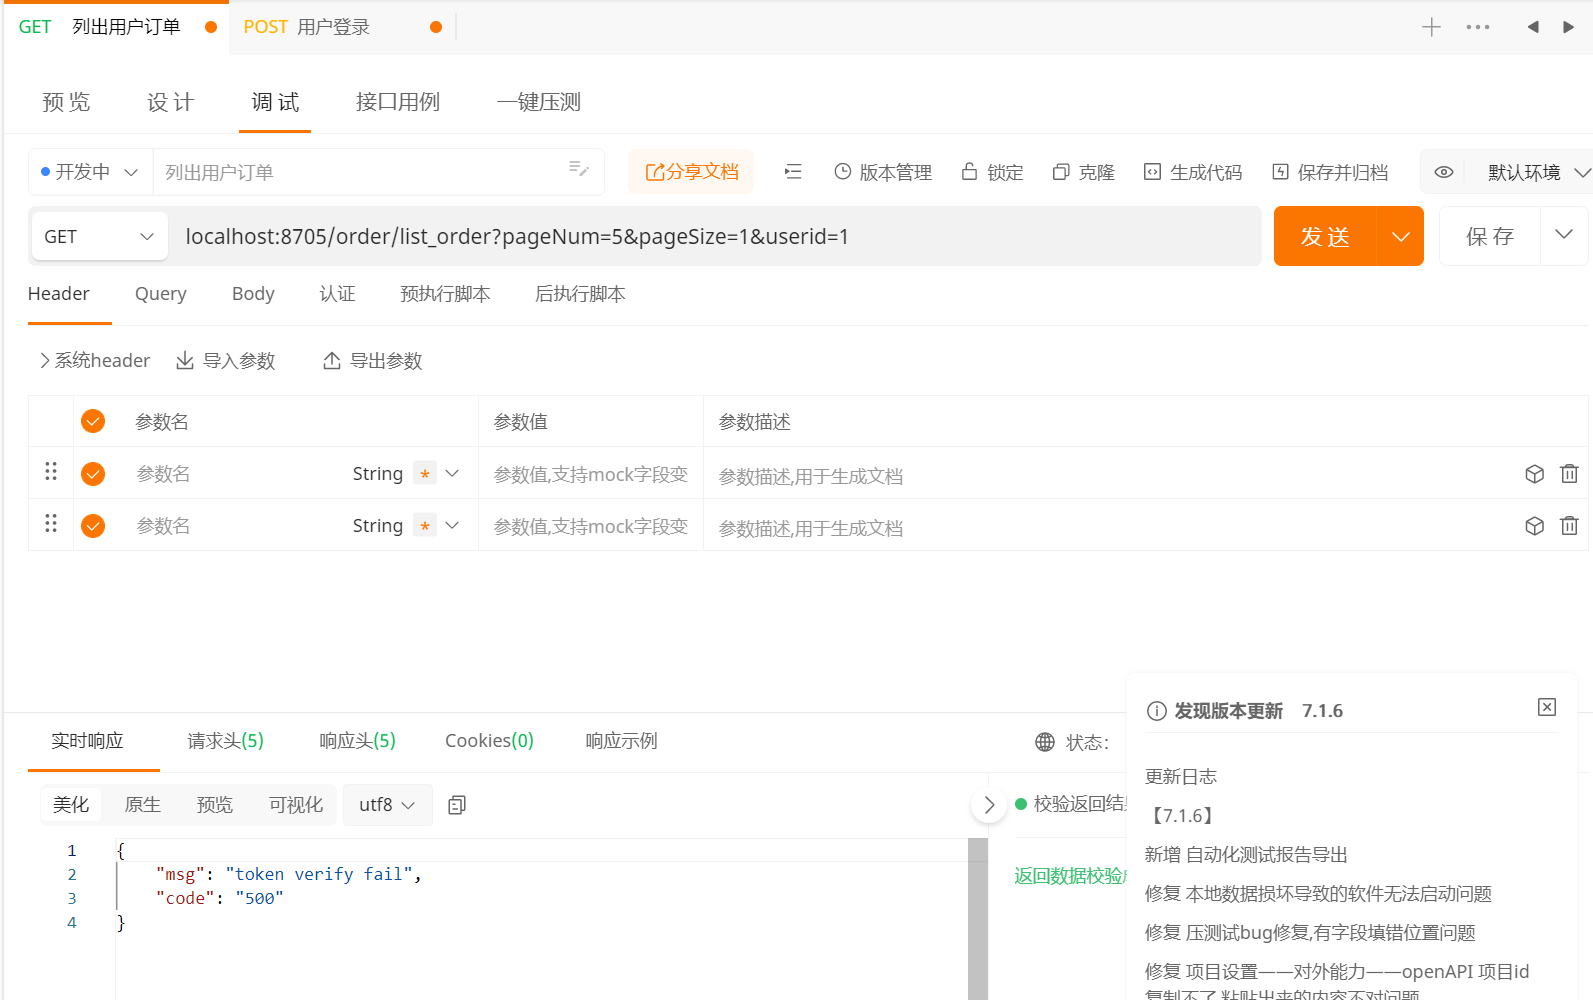 GET 列出用户订单 POST 用户登录
预览 设计 调试 接口用例 一键压测
开发中 列出用户订单 分享文档 版本管理 锁定 克隆 生成代码 保存并归档 默认环境
GET localhost:8705/order/list_order?pageNum=5&pageSize=1&userid=1 发送 保存
Header Query Body 认证 预执行脚本 后执行脚本
系统header 导入参数 导出参数
参数名 参数值 参数描述
参数名 String * 参数值,支持mock字段变 参数描述,用于生成文档
参数名 String * 参数值,支持mock字段变 参数描述,用于生成文档
实时响应 请求头(5) 响应头(5) Cookies(0) 响应示例 状态：
美化 原生 预览 可视化 utf8 校验返回结
1 {
2 "msg": "token verify fail",
3 "code": "500"
4 }
返回数据校验
发现版本更新 7.1.6
更新日志
【7.1.6】
新增 自动化测试报告导出
修复 本地数据损坏导致的软件无法启动问题
修复 压测试bug修复,有字段填错位置问题
修复 项目设置——对外能力——openAPI 项目id
复制不了,粘贴出来的内容不对问题